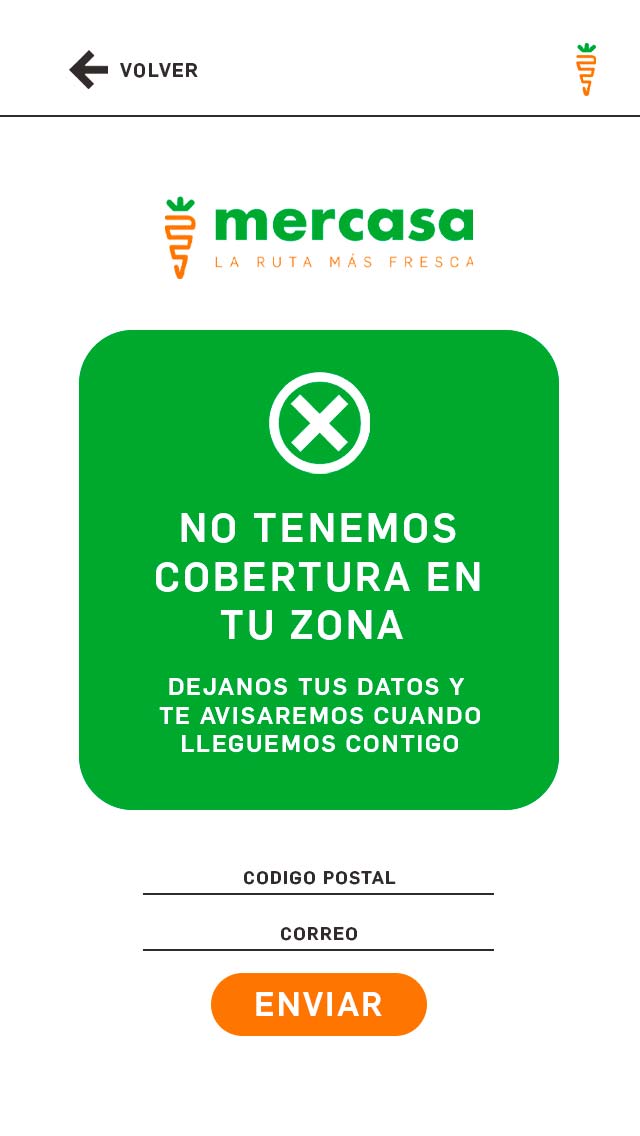 VOLVER
mercasa
LA RUTA MÁS FRESCA
NO TENEMOS
COBERTURA EN
TU ZONA
DEJANOS TUS DATOS Y
TE AVISAREMOS CUANDO
LLEGUEMOS CONTIGO
CODIGO POSTAL
CORREO
ENVIAR